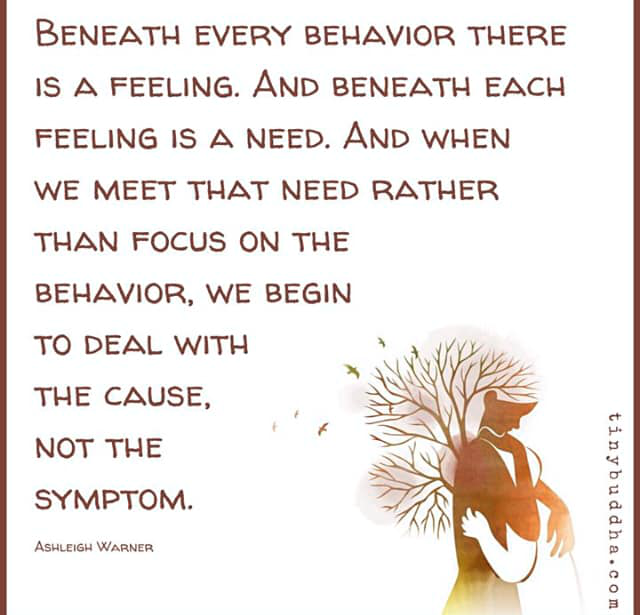 BENEATH EVERY BEHAVIOR THERE
IS A FEELING. AND BENEATH EACH
FEELING IS A NEED. AND WHEN
WE MEET THAT NEED RATHER
THAN FOCUS ON THE
BEHAVIOR, WE BEGIN
TO DEAL WITH
THE CAUSE,
NOT THE
SYMPTOM.
ASHLEIGH WARNER
tinybuddha.com